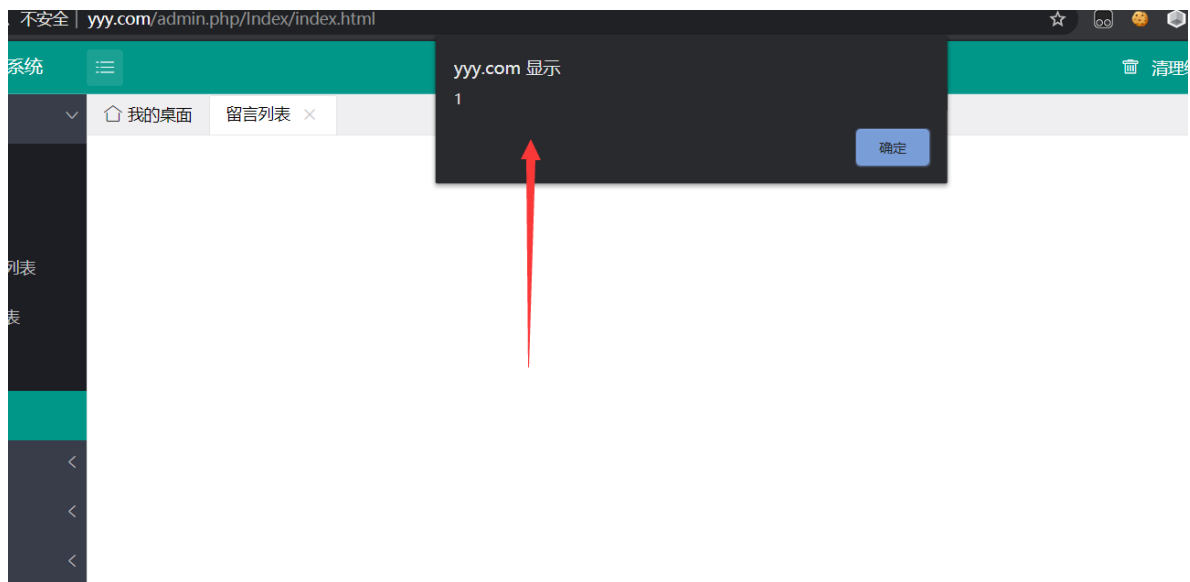 不安全 yyy.com/admin.php/Index/index.html
系统
yyy.com 显示
1
确定
清理
我的桌面 留言列表
列表
表